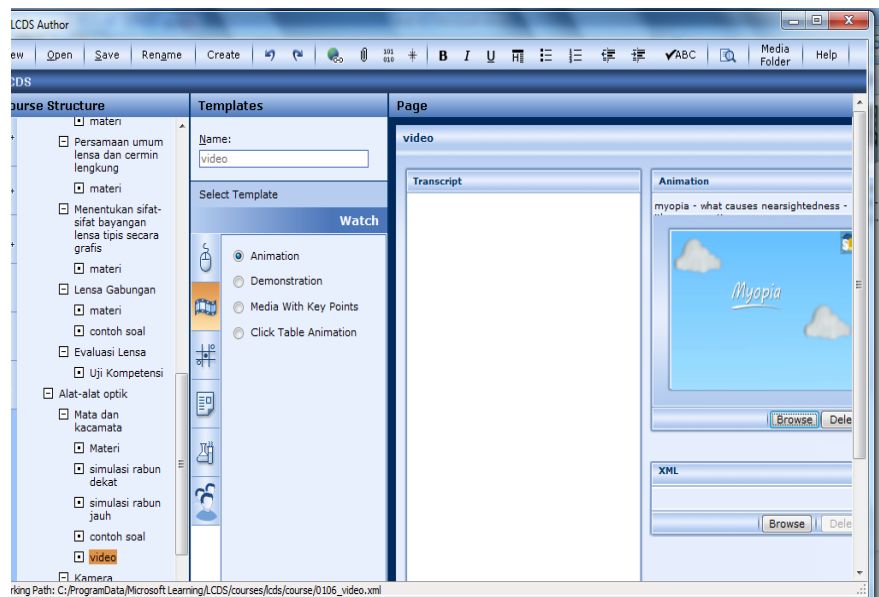 LCDS Author
ew Open Save Rename Create B I U H ABC Media Folder Help
CDS
ourse Structure
materi
Persamaan umum
lensa dan cermin
lengkung
materi
Menentukan sifat-
sifat bayangan
lensa tipis secara
grafis
materi
Lensa Gabungan
materi
contoh soal
Evaluasi Lensa
Uji Kompetensi
Alat-alat optik
Mata dan
kacamata
Materi
simulasi rabun
dekat
simulasi rabun
jauh
contoh soal
video
Kamera
Templates
Name:
video
Select Template
Watch
Animation
Demonstration
Media With Key Points
Click Table Animation
Page
video
Transcript
Animation
myopia - what causes nearsightedness -
Myopia
Browse Dele
XML
Browse Dele
rking Path: C:/ProgramData/Microsoft Learning/LCDS/courses/lcds/course/0106_video.xml